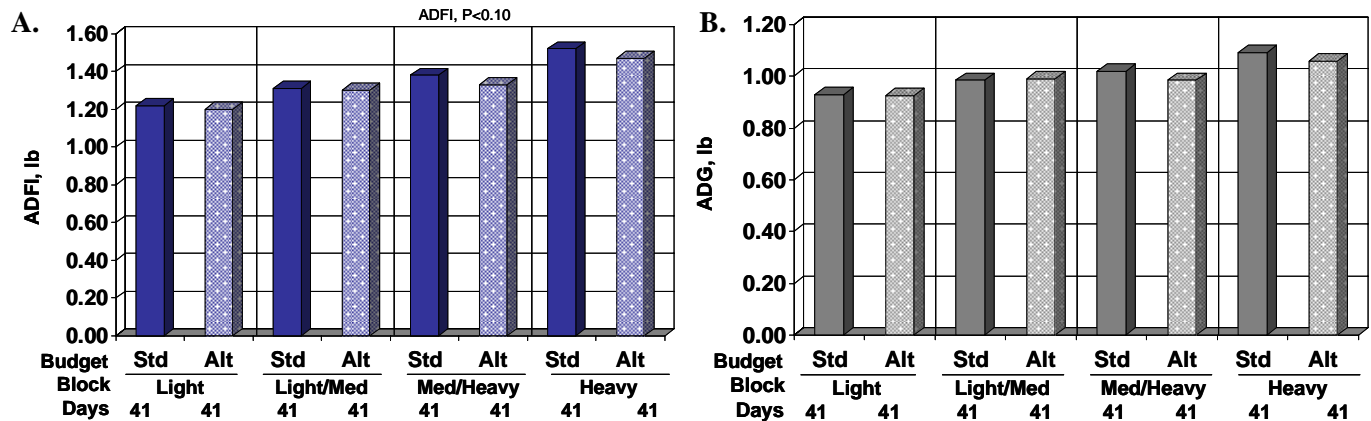 A.
ADFI, P<0.10
ADFI, lb
1.60
1.40
1.20
1.00
0.80
0.60
0.40
0.20
0.00
Budget Std Alt Std Alt Std Alt Std Alt
Block Light Light/Med Med/Heavy Heavy
Days 41 41 41 41 41 41 41 41
B.
ADG, lb
1.20
1.00
0.80
0.60
0.40
0.20
0.00
Budget Std Alt Std Alt Std Alt Std Alt
Block Light Light/Med Med/Heavy Heavy
Days 41 41 41 41 41 41 41 41